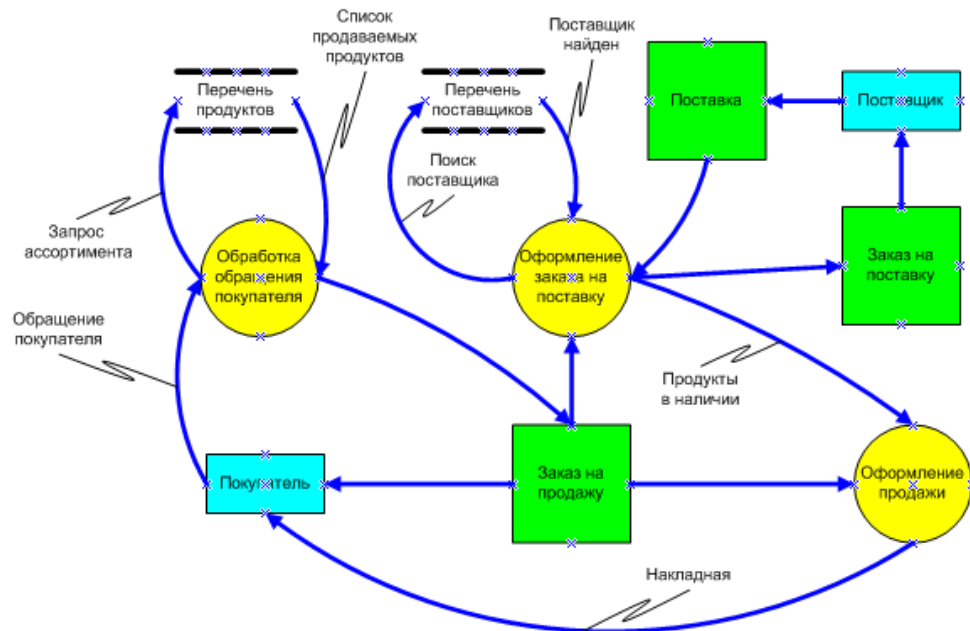 Список
продаваемых
продуктов
Поставщик
найден
Перечень
продуктов
Перечень
поставщиков
Поставка
Поставщик
Поиск
поставщика
Запрос
ассортимента
Обработка
обращения
покупателя
Оформление
заказа на
поставку
Заказ на
поставку
Обращение
покупателя
Продукты
в наличии
Покупатель
Заказ на
продажу
Оформление
продажи
Накладная